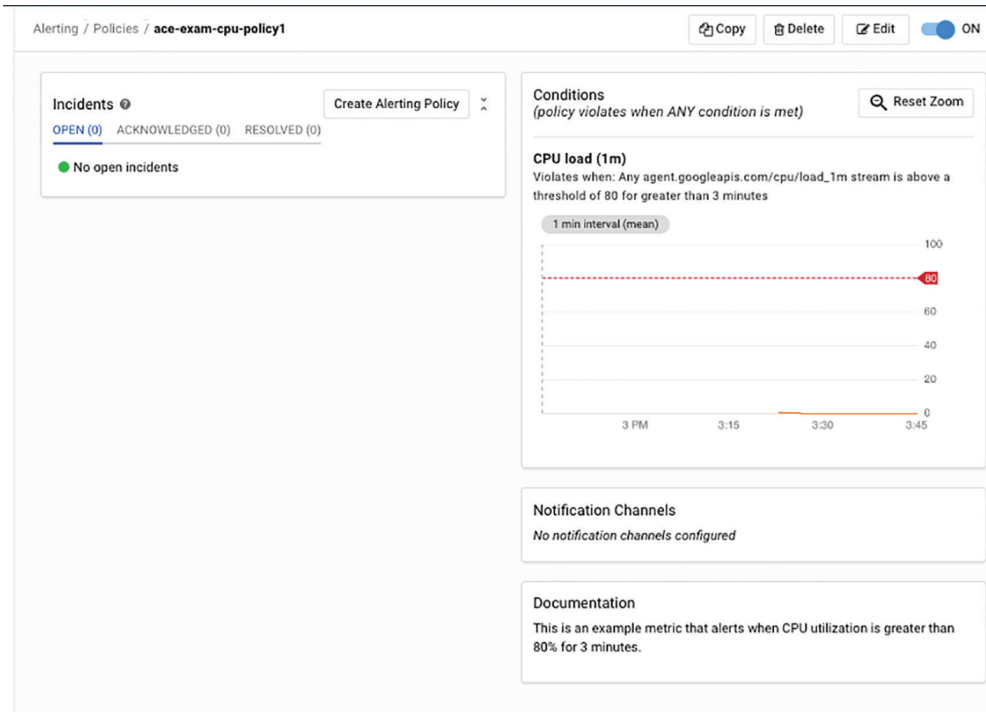 Alerting / Policies / ace-exam-cpu-policy1
Copy
Delete
Edit
ON
Incidents
Create Alerting Policy
OPEN (0) ACKNOWLEDGED (0) RESOLVED (0)
No open incidents
Conditions
(policy violates when ANY condition is met)
Reset Zoom
CPU load (1m)
Violates when: Any agent.googleapis.com/cpu/load_1m stream is above a
threshold of 80 for greater than 3 minutes
1 min interval (mean)
100
80
60
40
20
0
3 PM 3:15 3:30 3:45
Notification Channels
No notification channels configured
Documentation
This is an example metric that alerts when CPU utilization is greater than
80% for 3 minutes.